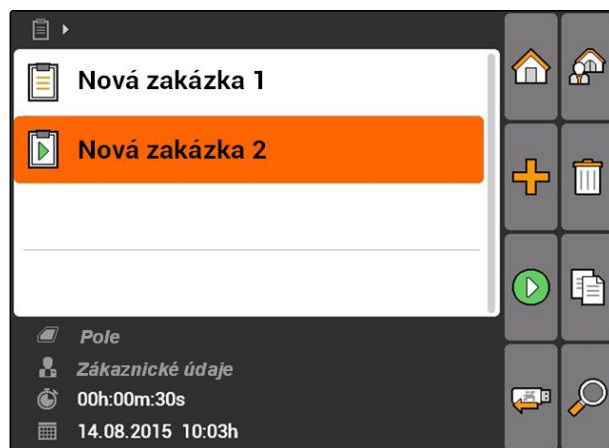 Nová zakázka 1
Nová zakázka 2
Pole
Zákaznické údaje
00h:00m:30s
14.08.2015 10:03h